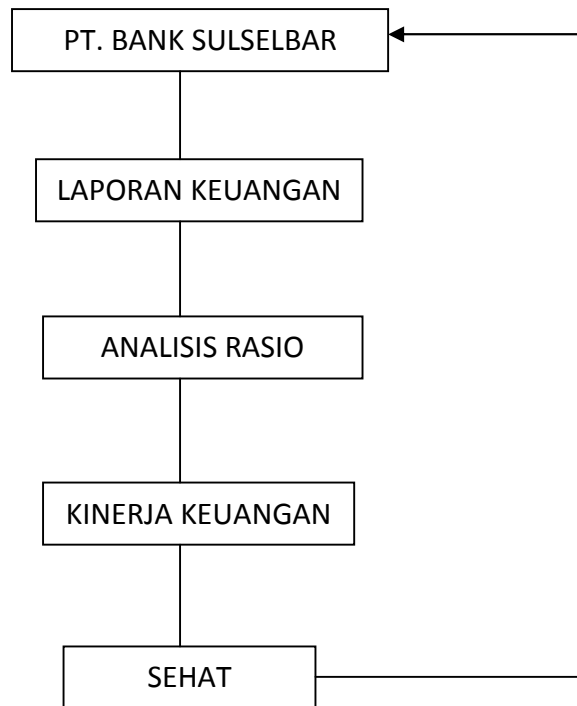 PT. BANK SULSELBAR
LAPORAN KEUANGAN
ANALISIS RASIO
KINERJA KEUANGAN
SEHAT